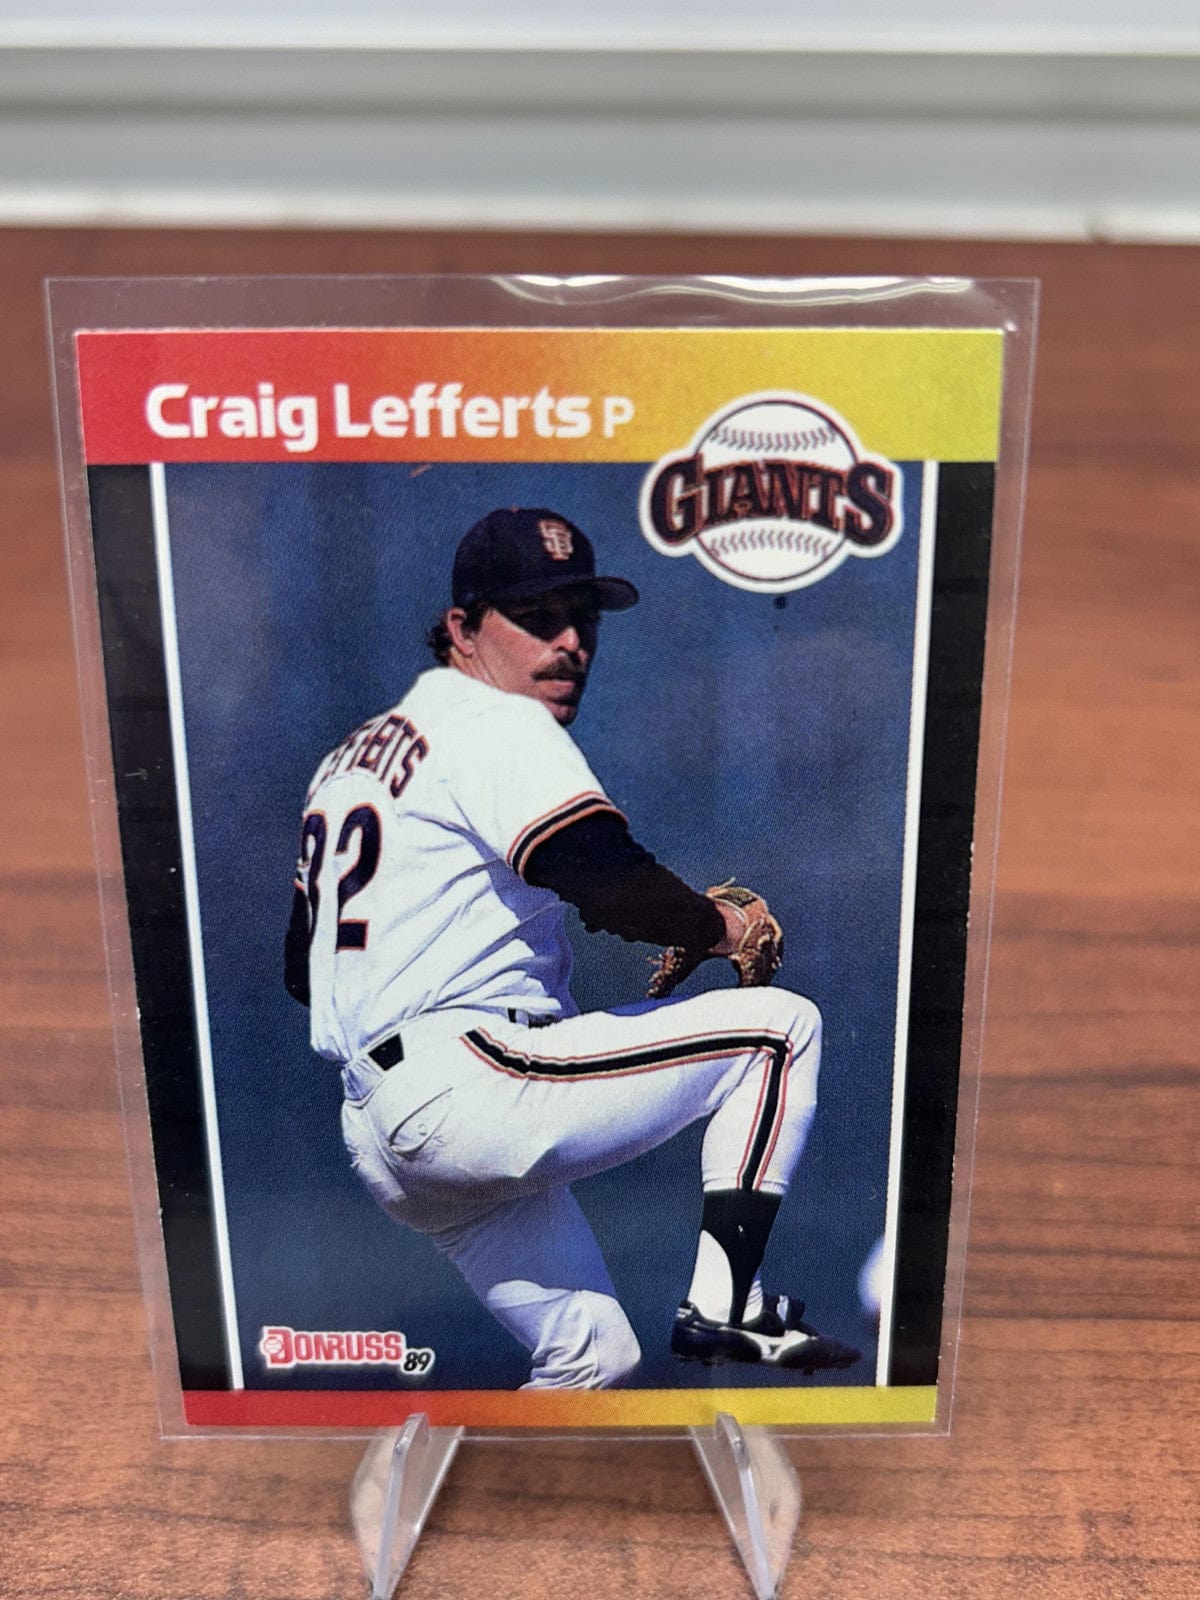 Craig Lefferts P
GIANTS
SF
EFFERTS
32
DONRUSS 89